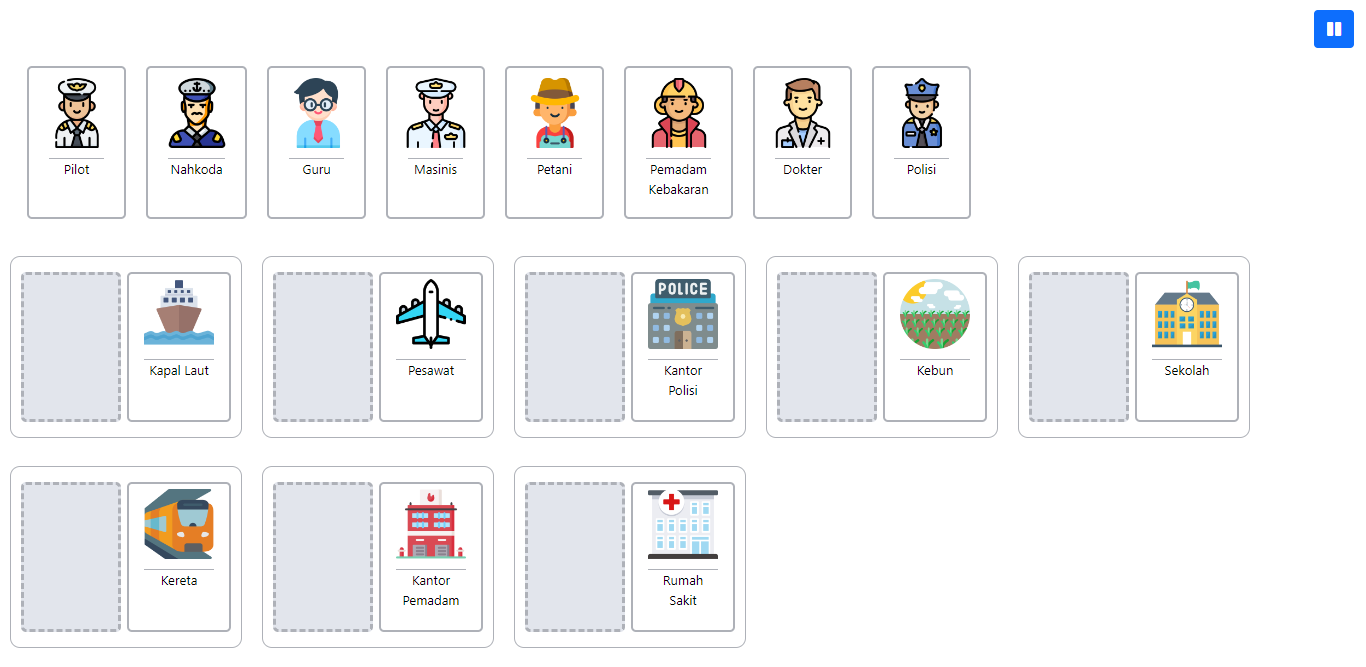 Pilot
Nahkoda
Guru
Masinis
Petani
Pemadam
Kebakaran
Dokter
Polisi
Kapal Laut
Pesawat
POLICE
Kantor
Polisi
Kebun
Sekolah
Kereta
Kantor
Pemadam
Rumah
Sakit